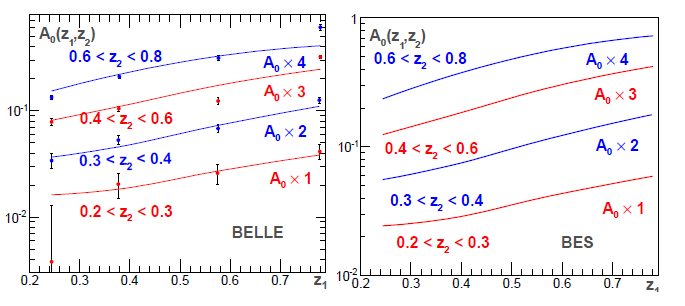 A₀(z₁,z₂)
0.6 < z₂ < 0.8
A₀ × 4
A₀ × 3
10⁻¹
0.4 < z₂ < 0.6
A₀ × 2
0.3 < z₂ < 0.4
A₀ × 1
0.2 < z₂ < 0.3
10⁻²
BELLE
0.2 0.3 0.4 0.5 0.6 0.7 z₁
1
A₀(z₁,z₂)
0.6 < z₂ < 0.8
A₀ × 4
A₀ × 3
10⁻¹
0.4 < z₂ < 0.6
A₀ × 2
0.3 < z₂ < 0.4
A₀ × 1
0.2 < z₂ < 0.3
BES
10⁻²
0.2 0.3 0.4 0.5 0.6 0.7 z₁